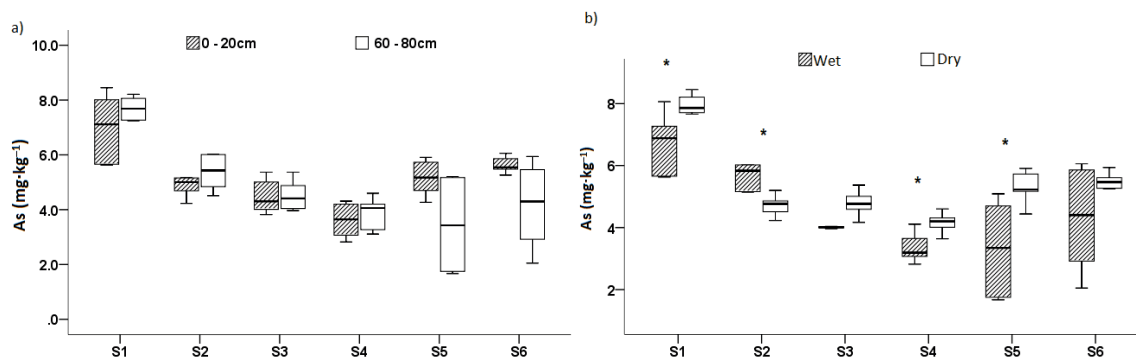 a)
0 - 20cm
60 - 80cm
As (mg·kg⁻¹)
10.0
8.0
6.0
4.0
2.0
.0
S1 S2 S3 S4 S5 S6
b)
Wet
Dry
As (mg·kg⁻¹)
8
6
4
2
* * * *
S1 S2 S3 S4 S5 S6